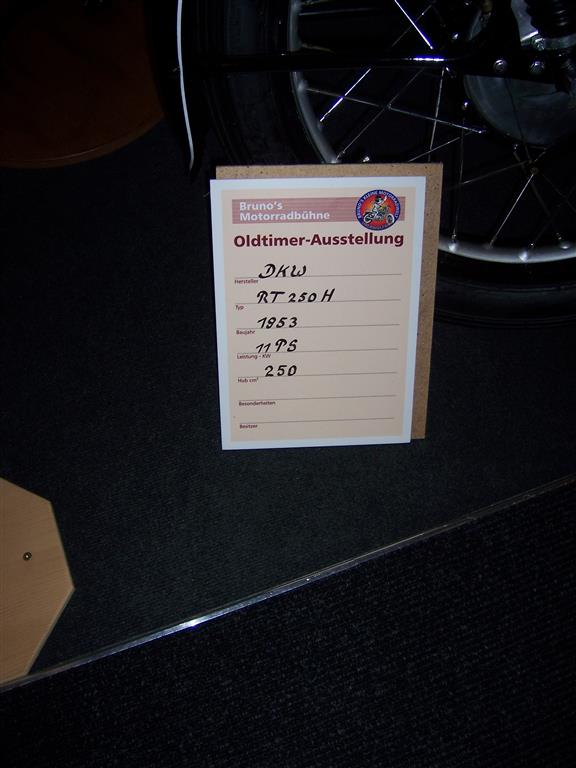 Bruno's
Motorradbühne
Oldtimer-Ausstellung
DKW
Hersteller
RT 250 H
Typ
1953
Baujahr
11 PS
Leistung - KW
250
Hub cm³
Besonderheiten
Besitzer